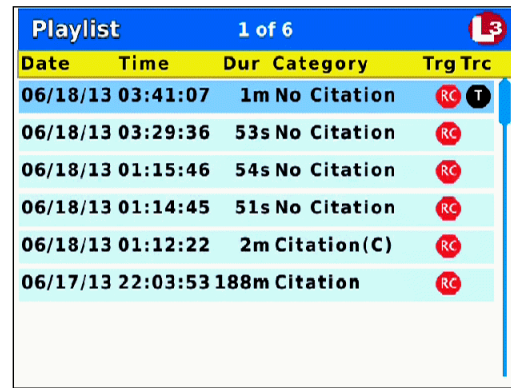 Playlist 1 of 6 L3
Date Time Dur Category Trg Trc
06/18/13 03:41:07 1m No Citation RC T
06/18/13 03:29:36 53s No Citation RC
06/18/13 01:15:46 54s No Citation RC
06/18/13 01:14:45 51s No Citation RC
06/18/13 01:12:22 2m Citation(C) RC
06/17/13 22:03:53 188m Citation RC